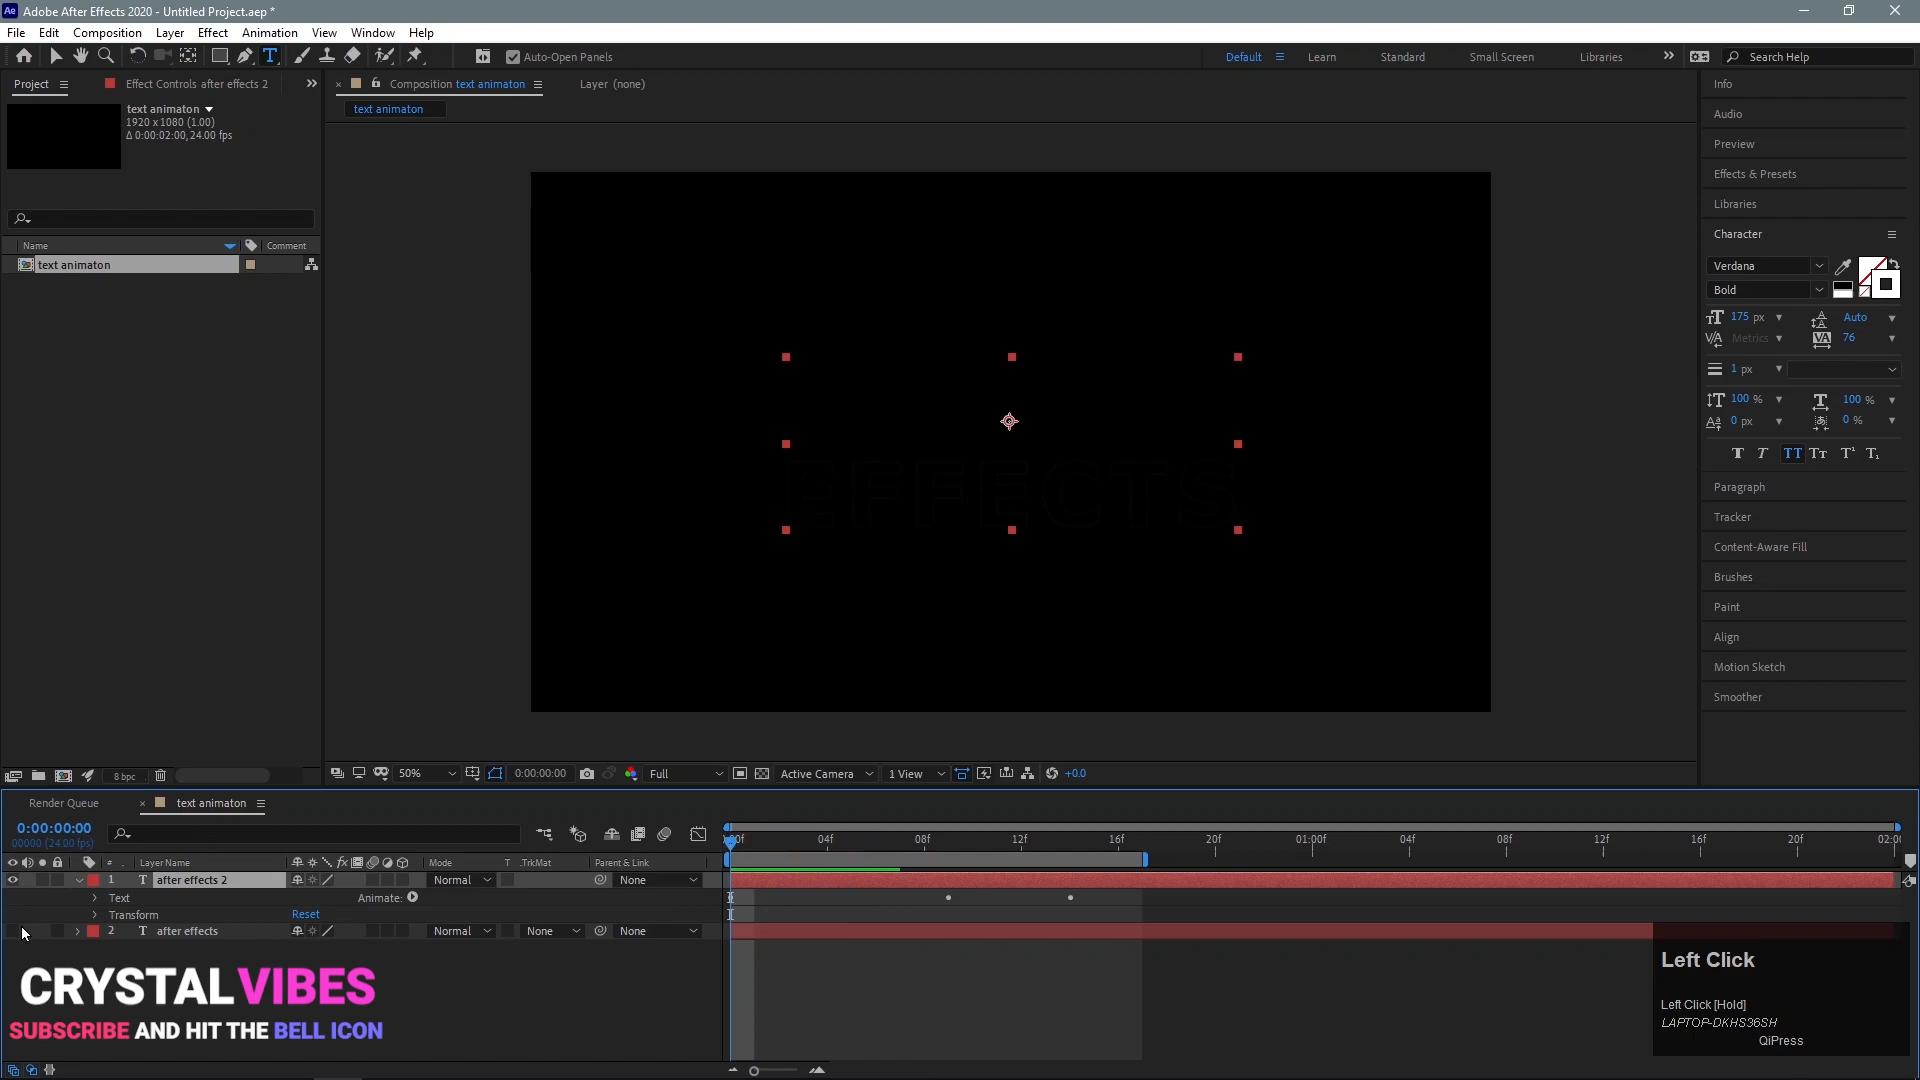 Adobe After Effects 2020 - Untitled Project.aep *
File Edit Composition Layer Effect Animation View Window Help
Auto-Open Panels
Default Learn Standard Small Screen Libraries
Search Help
Project
Effect Controls after effects 2
Composition text animaton
Layer (none)
text animaton
text animaton
1920 x 1080 (1.00)
Δ 0:00:02:00, 24.00 fps
Name Comment
text animaton
EFFECTS
Info
Audio
Preview
Effects & Presets
Libraries
Character
Verdana
Bold
175 px Auto
Metrics 76
1 px
100 % 100 %
0 px 0 %
Paragraph
Tracker
Content-Aware Fill
Brushes
Paint
Align
Motion Sketch
Smoother
8 bpc
50% 0:00:00:00 Full Active Camera 1 View +0.0
Render Queue text animaton
0:00:00:00
00000 (24.00 fps)
04f 08f 12f 16f 20f 01:00f 04f 08f 12f 16f 20f
# Layer Name Mode T .TrkMat Parent & Link
1 T after effects 2 Normal None
Text Animate:
Transform Reset
2 T after effects Normal None None
CRYSTALVIBES
SUBSCRIBE AND HIT THE BELL ICON
Left Click
Left Click [Hold]
LAPTOP-DKHS36SH
QiPress